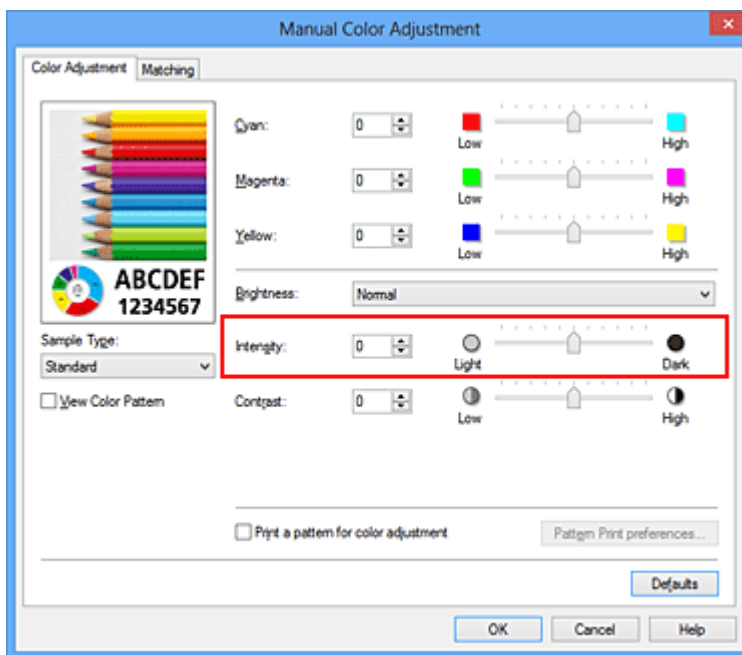 Manual Color Adjustment
Color Adjustment Matching
Cyan: 0 Low High
Magenta: 0 Low High
Yellow: 0 Low High
ABCDEF
1234567
Brightness: Normal
Sample Type:
Standard
Intensity: 0 Light Dark
View Color Pattern
Contrast: 0 Low High
Print a pattern for color adjustment Pattern Print preferences...
Defaults
OK Cancel Help